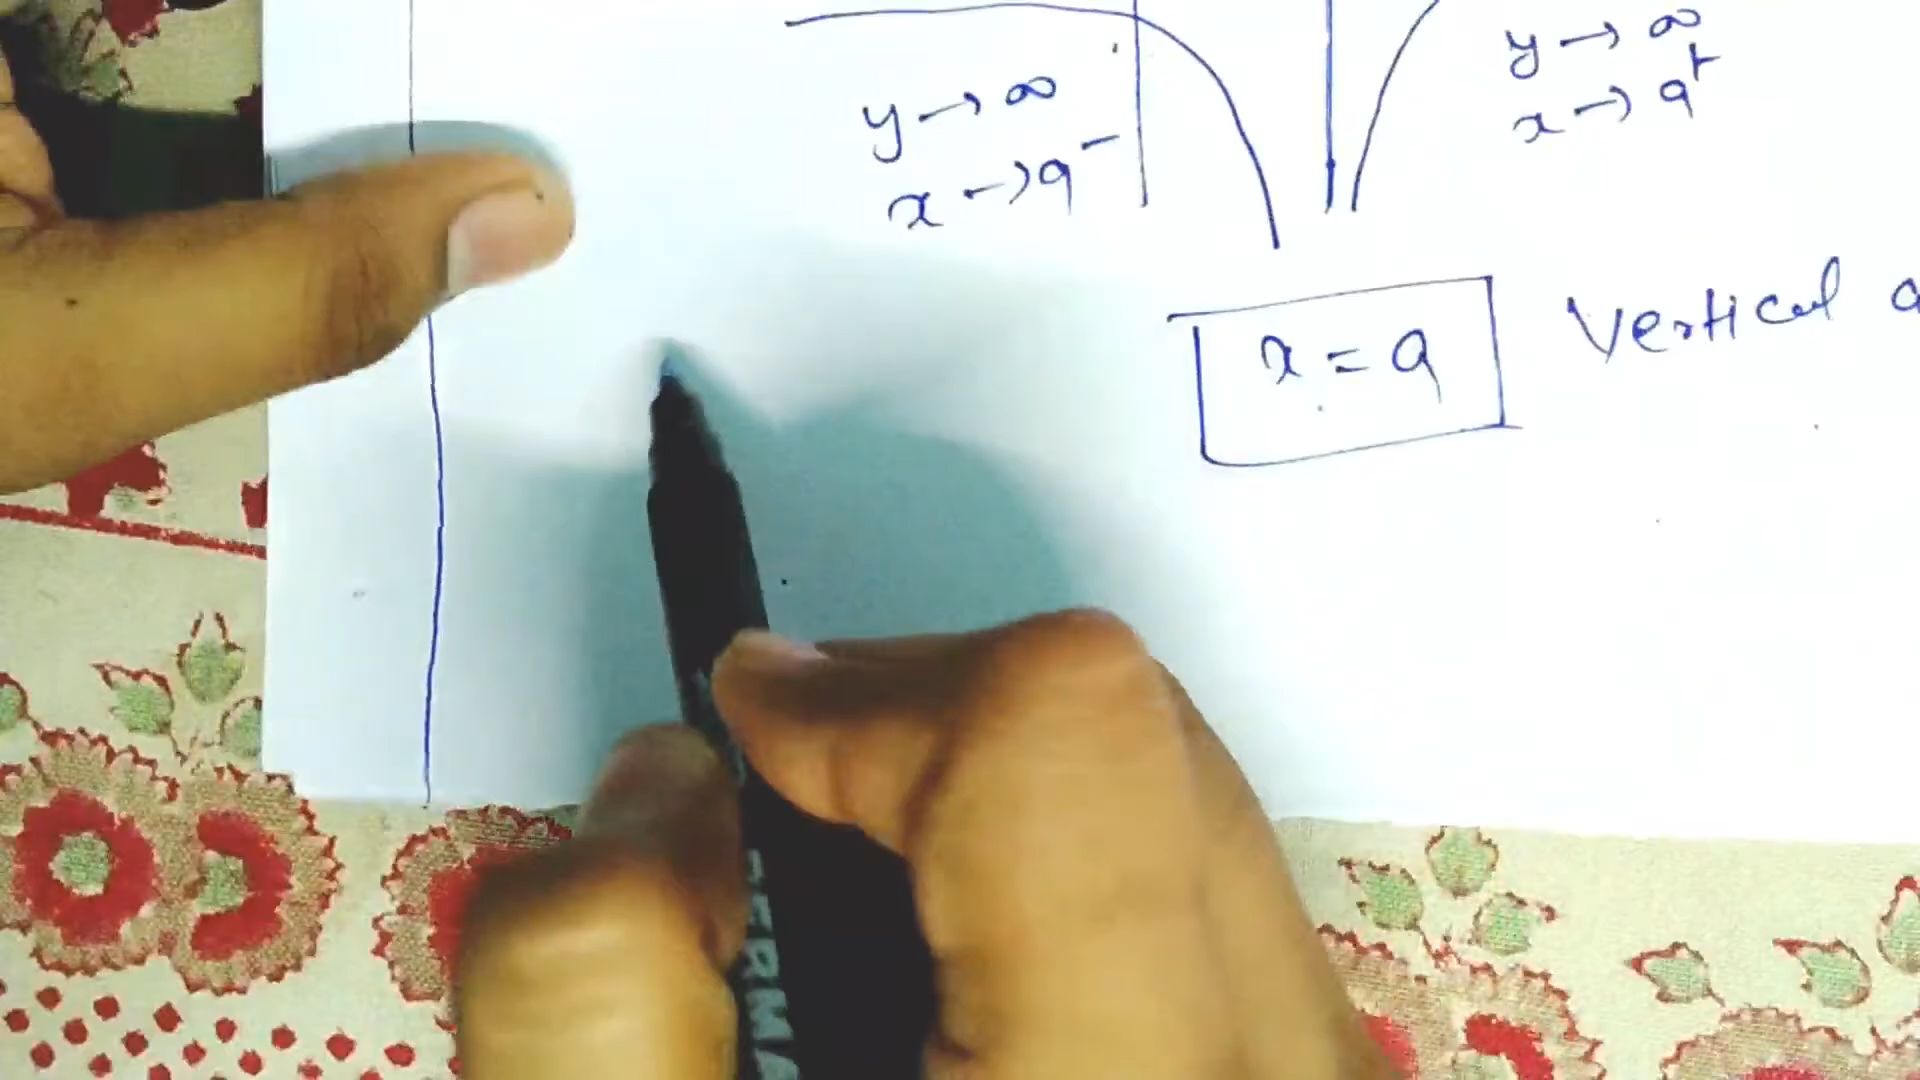 y → ∞
x → a⁻
y → ∞
x → a⁺
x = a
Vertical